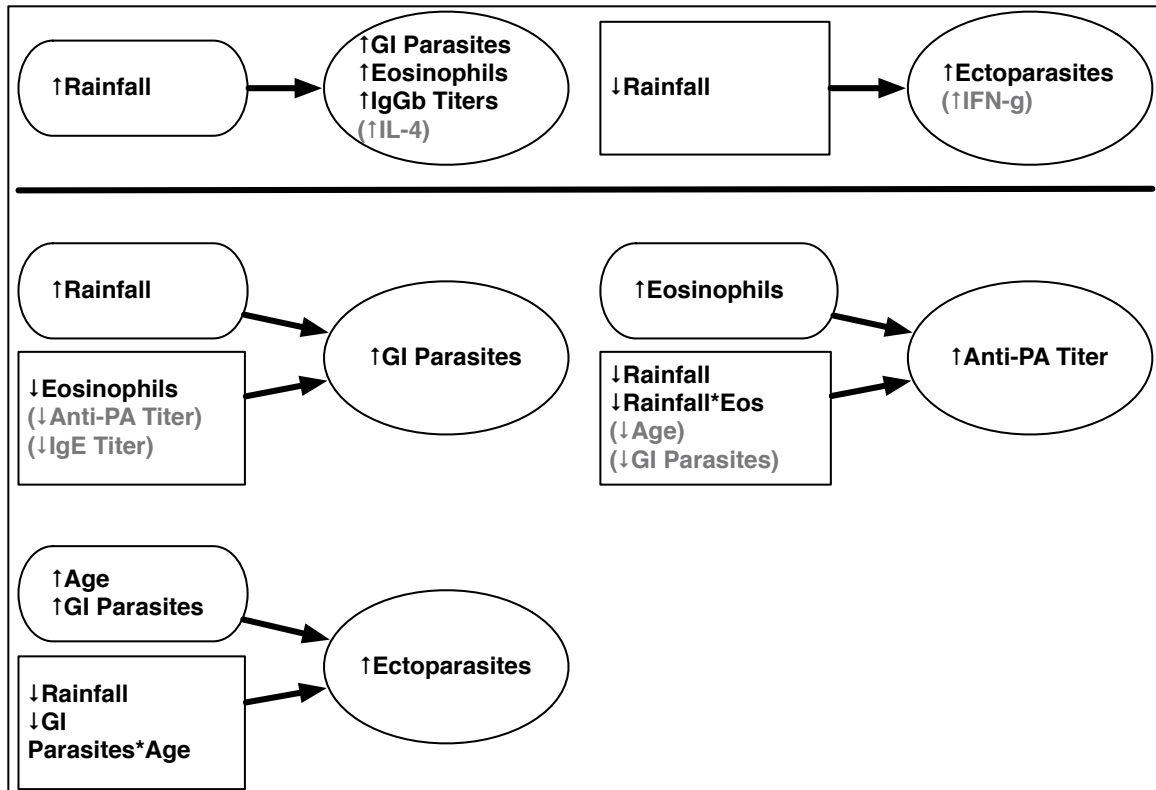 ↑Rainfall
↑GI Parasites
↑Eosinophils
↑IgGb Titers
(↑IL-4)
↓Rainfall
↑Ectoparasites
(↑IFN-g)
↑Rainfall
↓Eosinophils
(↓Anti-PA Titer)
(↓IgE Titer)
↑GI Parasites
↑Eosinophils
↓Rainfall
↓Rainfall*Eos
(↓Age)
(↓GI Parasites)
↑Anti-PA Titer
↑Age
↑GI Parasites
↓Rainfall
↓GI
Parasites*Age
↑Ectoparasites